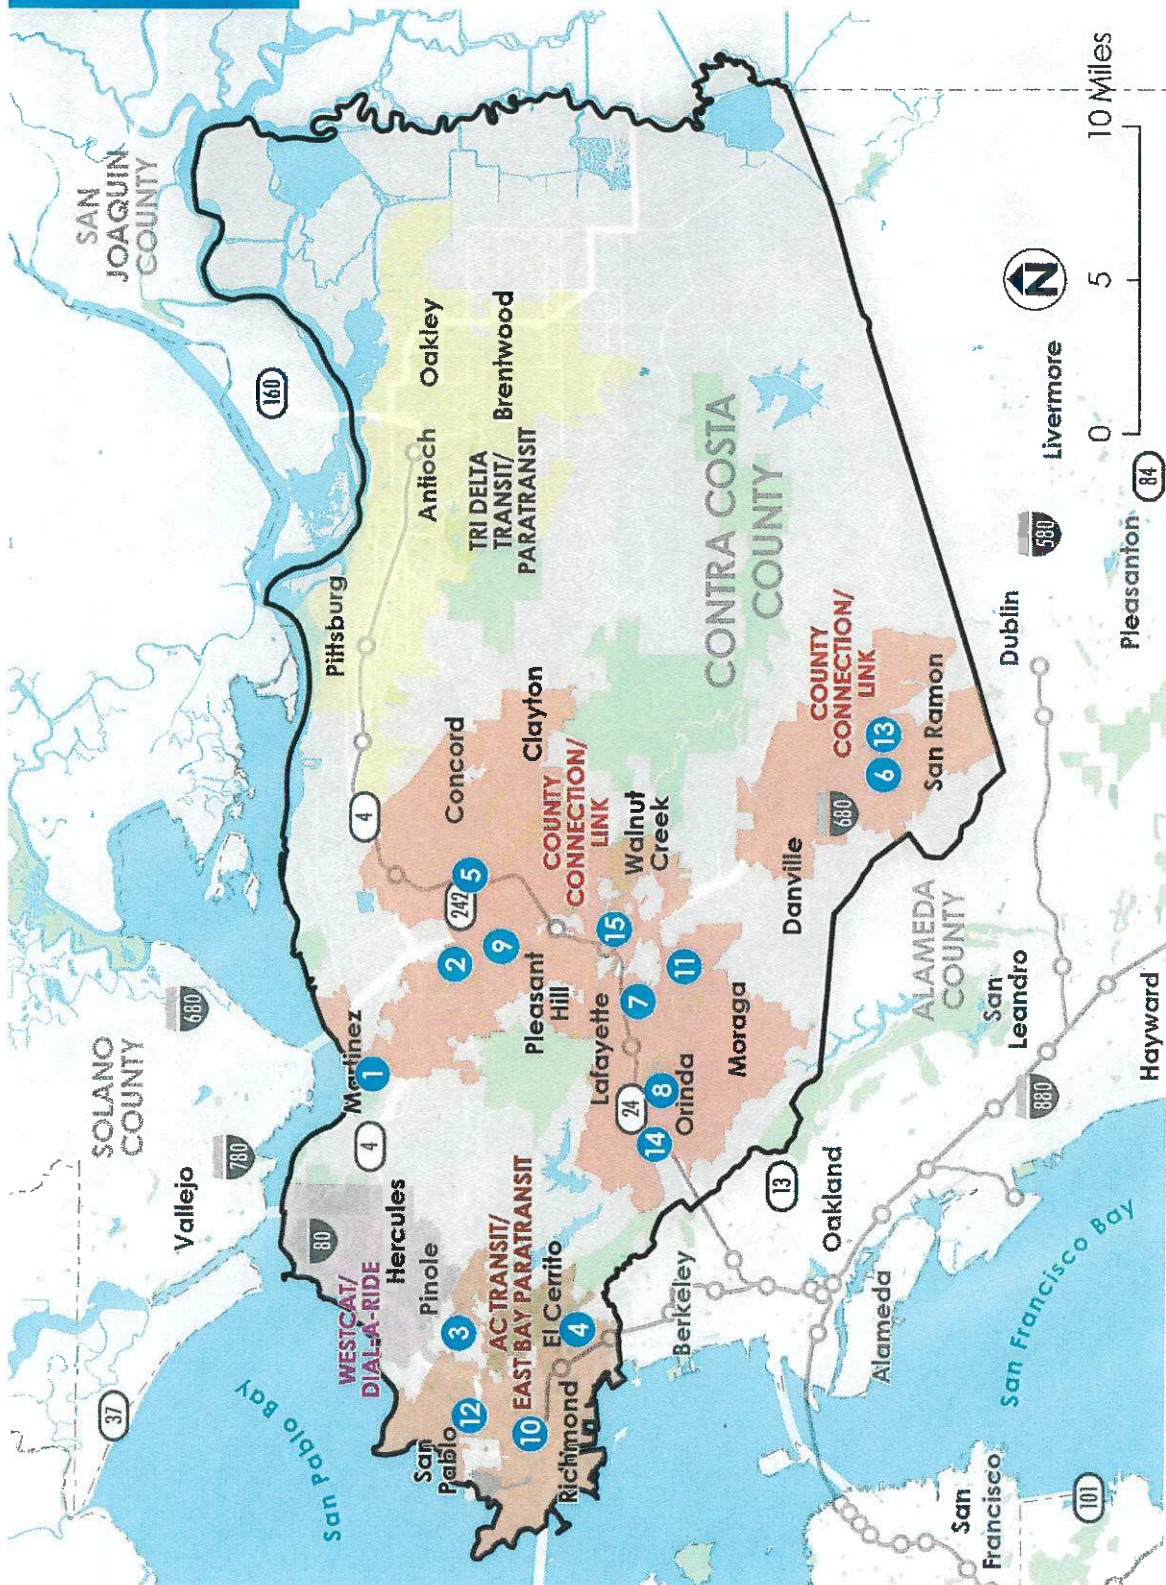 SAN
JOAQUIN
COUNTY
SOLANO
COUNTY
160
680
780
37
Vallejo
San Pablo Bay
Martinez
1
4
4
80
WESTCAT/
DIAL-A-RIDE
Hercules
Pinole
Pittsburg
Antioch
Oakley
TRI DELTA
TRANSIT/
PARATRANSIT
Brentwood
Concord
Clayton
242
5
2
9
COUNTY
CONNECTION/
LINK
Pleasant
Hill
Walnut
Creek
15
7
11
Lafayette
24
8
14
Orinda
Moraga
San
Pablo
12
3
AC TRANSIT/
EAST BAY PARATRANSIT
10
El Cerrito
4
Richimond
CONTRA COSTA
COUNTY
COUNTY
CONNECTION/
LINK
680
6
13
San Ramon
Danville
ALAMEDA
COUNTY
Berkeley
13
Oakland
Alameda
San
Leandro
880
Hayward
San Francisco Bay
San
Francisco
101
Dublin
580
Pleasanton
84
Livermore
N
0
5
10 Miles